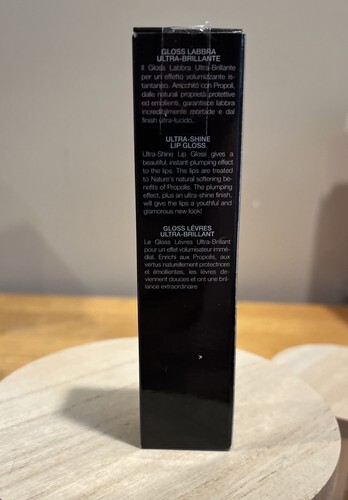 GLOSS LABBRA
ULTRA-BRILLANTE
Il Gloss Labbra Ultra-Brillante
per un effetto volumizzante is-
tantaneo. Arricchito con Propoli,
dalle naturali proprietà protettive
ed emollienti, garantisce labbra
incredibilmente morbide e dal
finish ultra-lucido.
ULTRA-SHINE
LIP GLOSS
Ultra-Shine Lip Gloss gives a
beautiful, instant plumping effect
to the lips. The lips are treated
to Nature's natural softening be-
nefits of Propolis. The plumping
effect, plus an ultra shine finish,
will give the lips a youthful and
glamorous new look!
GLOSS LÈVRES
ULTRA-BRILLANT
Le Gloss Lèvres Ultra-Brillant
pour un effet volumisateur immé-
diat. Enrichi aux Propolis, aux
vertus naturellement protectrices
et émollientes, les lèvres de-
viennent douces et ont une bril-
lance extraordinaire